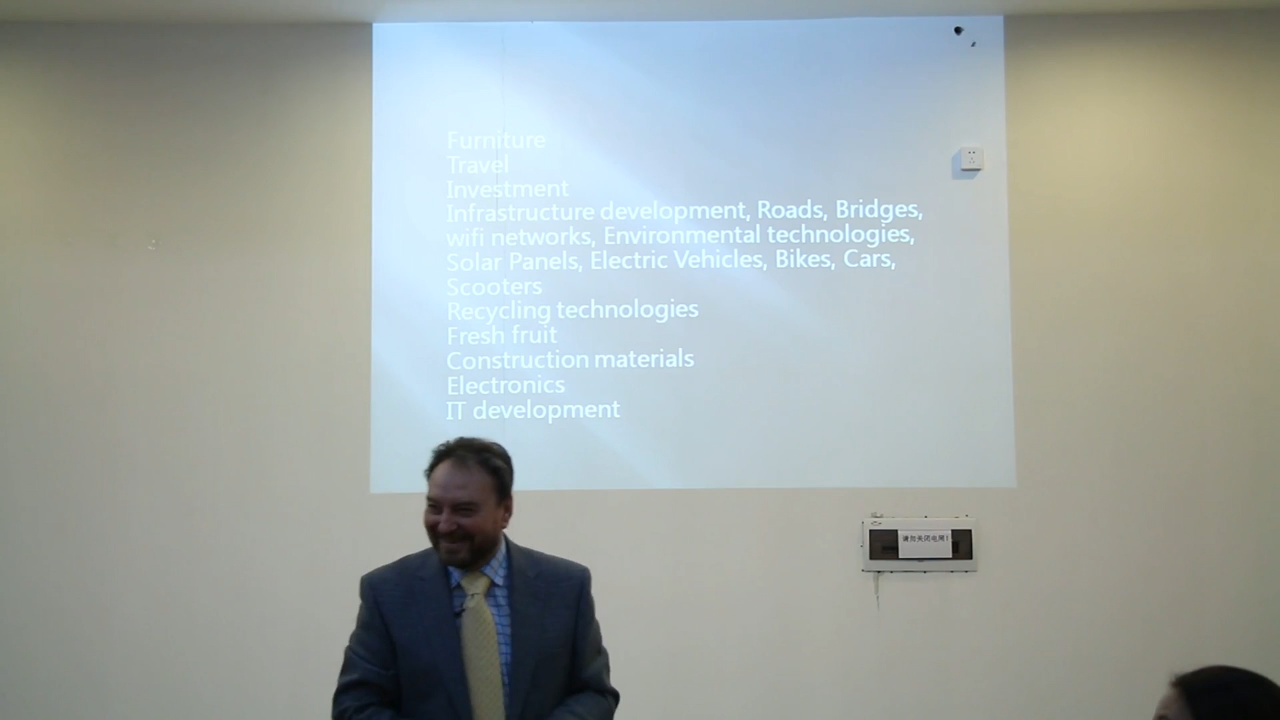 Furniture
Travel
Investment
Infrastructure development, Roads, Bridges,
wifi networks, Environmental technologies,
Solar Panels, Electric Vehicles, Bikes, Cars,
Scooters
Recycling technologies
Fresh fruit
Construction materials
Electronics
IT development
请勿关闭电闸！